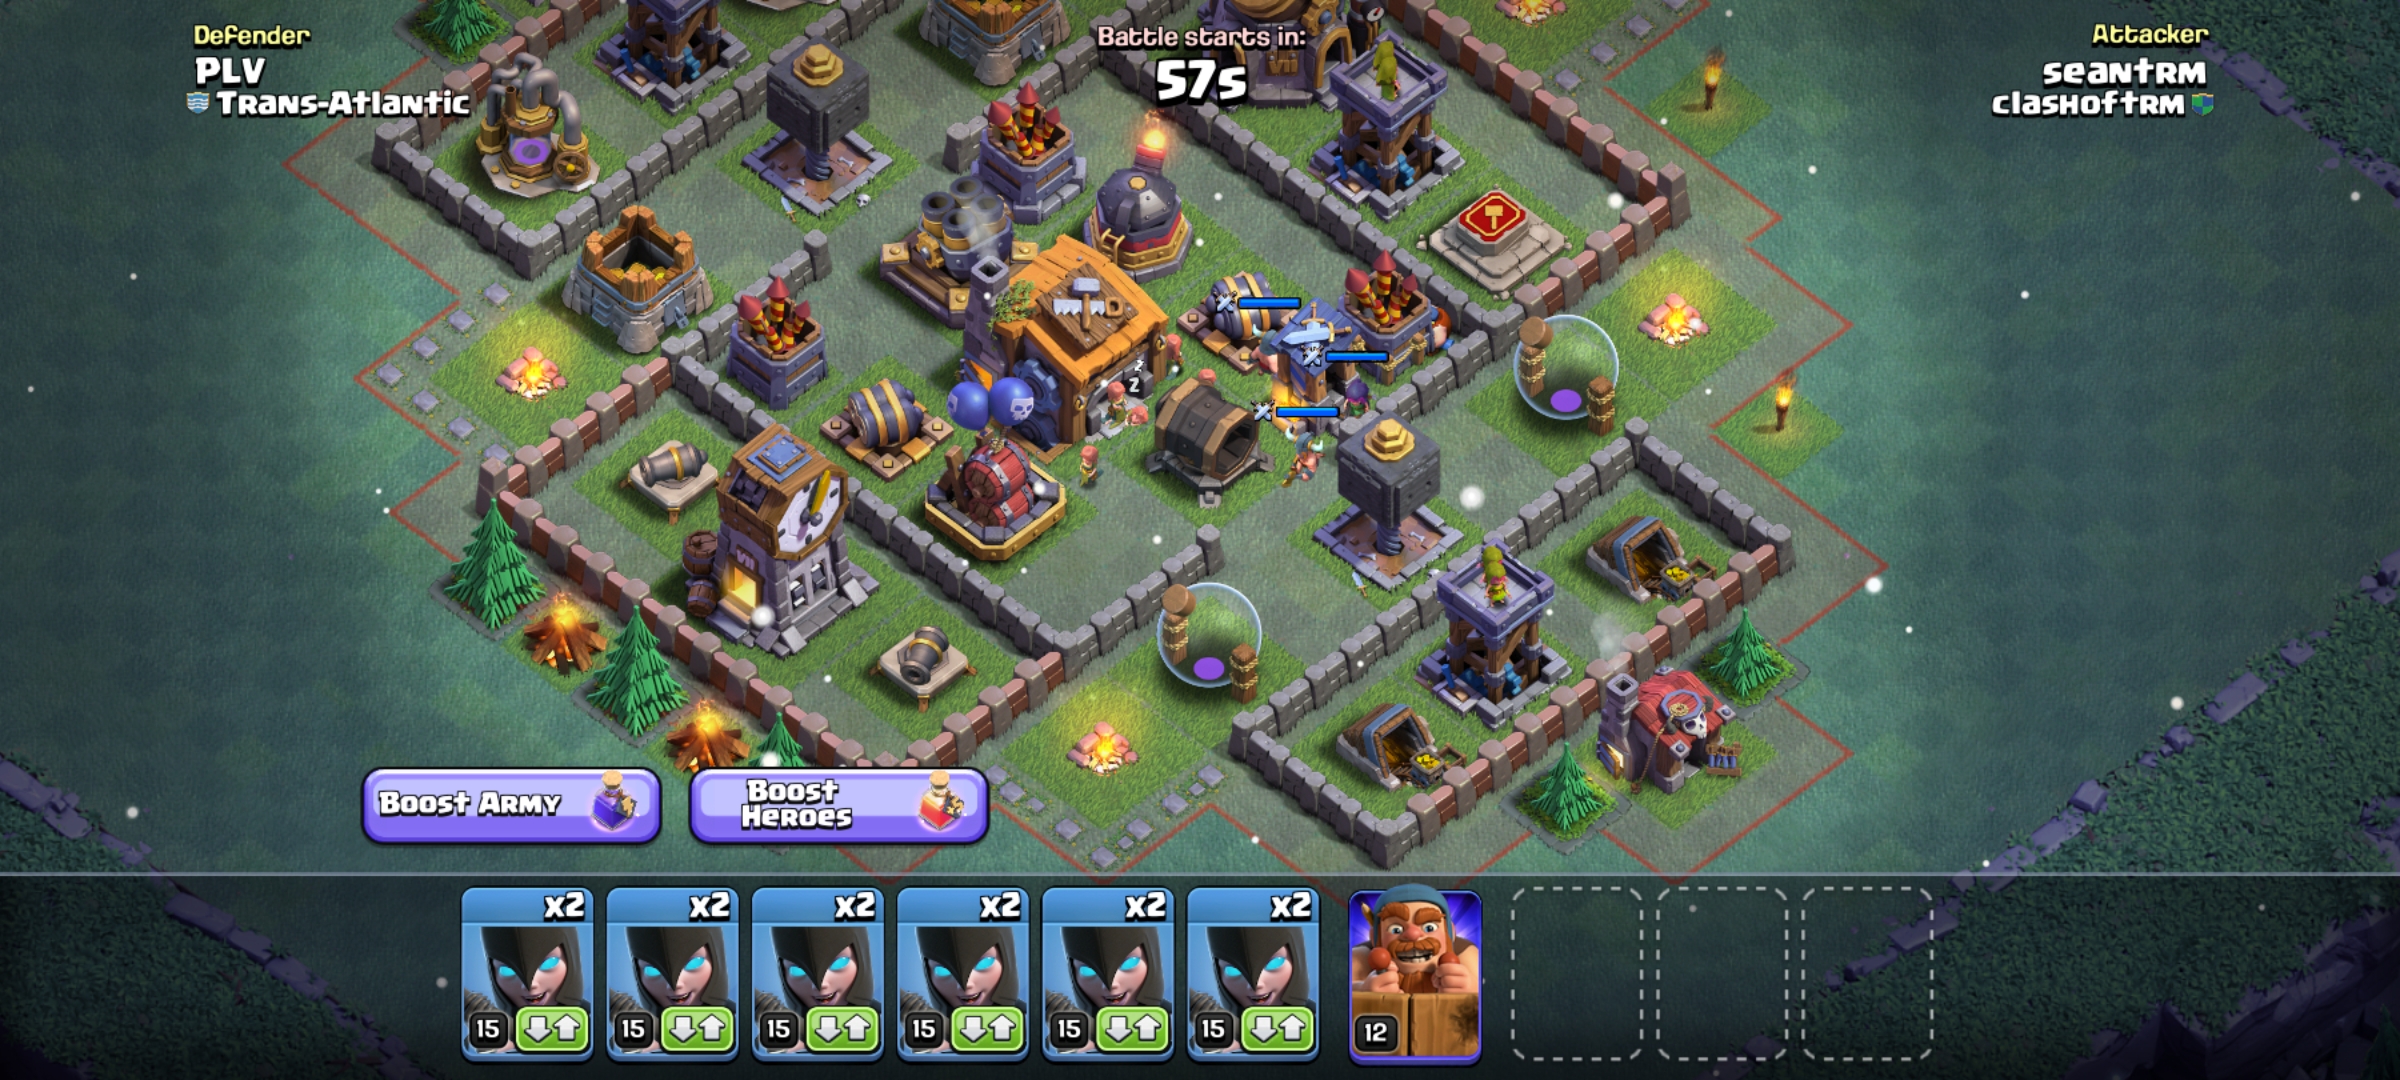 Defender
PLV
Trans-Atlantic
Battle starts in:
57s
Attacker
seantRM
clashoftRM
z
z
VII
Boost Army
Boost
Heroes
x2
x2
x2
x2
x2
x2
15
15
15
15
15
15
12